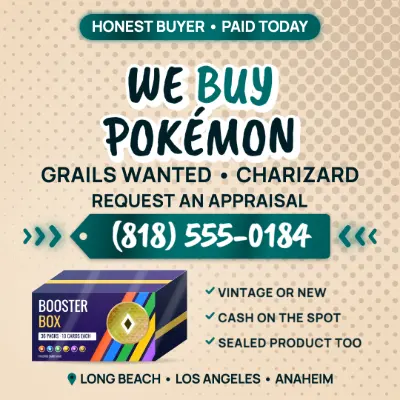 HONEST BUYER • PAID TODAY
WE BUY
POKÉMON
GRAILS WANTED • CHARIZARD
REQUEST AN APPRAISAL
(818) 555-0184
BOOSTER
BOX
VINTAGE OR NEW
CASH ON THE SPOT
SEALED PRODUCT TOO
LONG BEACH • LOS ANGELES • ANAHEIM